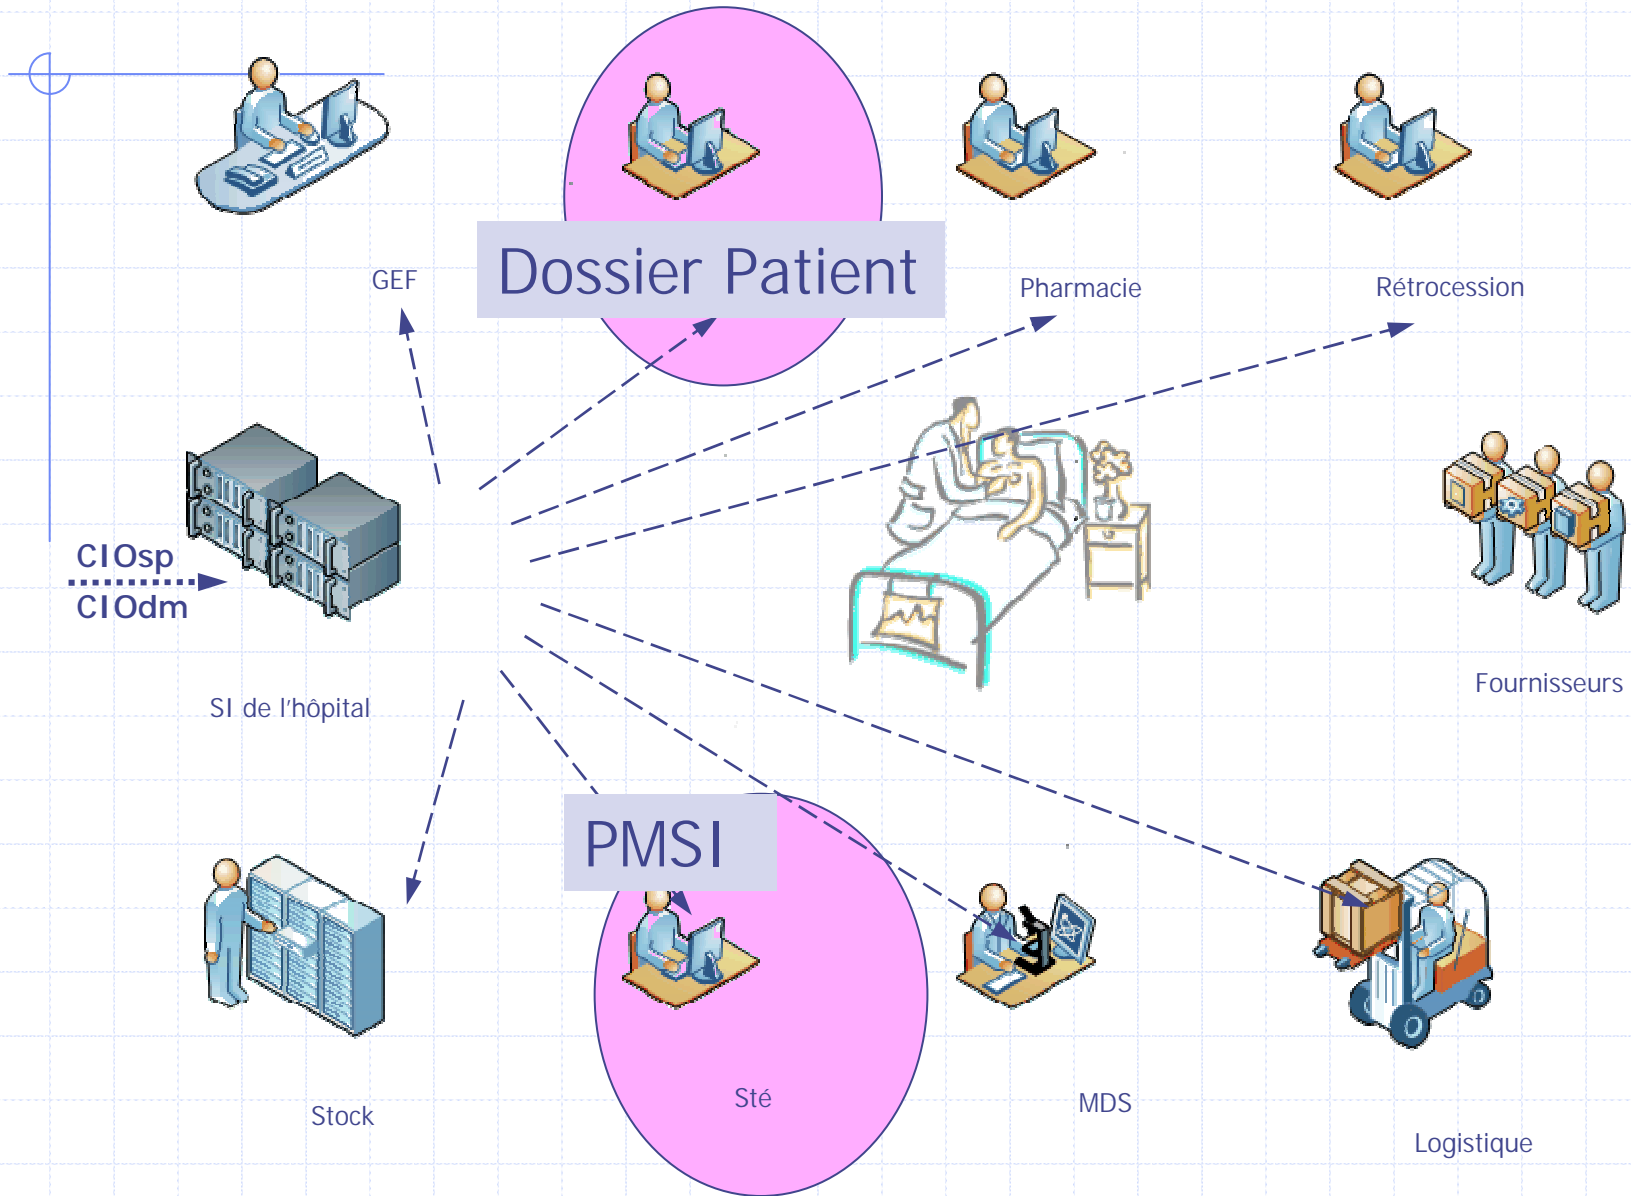 GEF
Dossier Patient
Pharmacie
Rétrocession
CIOsp
CIOdm
SI de l'hôpital
Fournisseurs
PMSI
Stock
Sté
MDS
Logistique